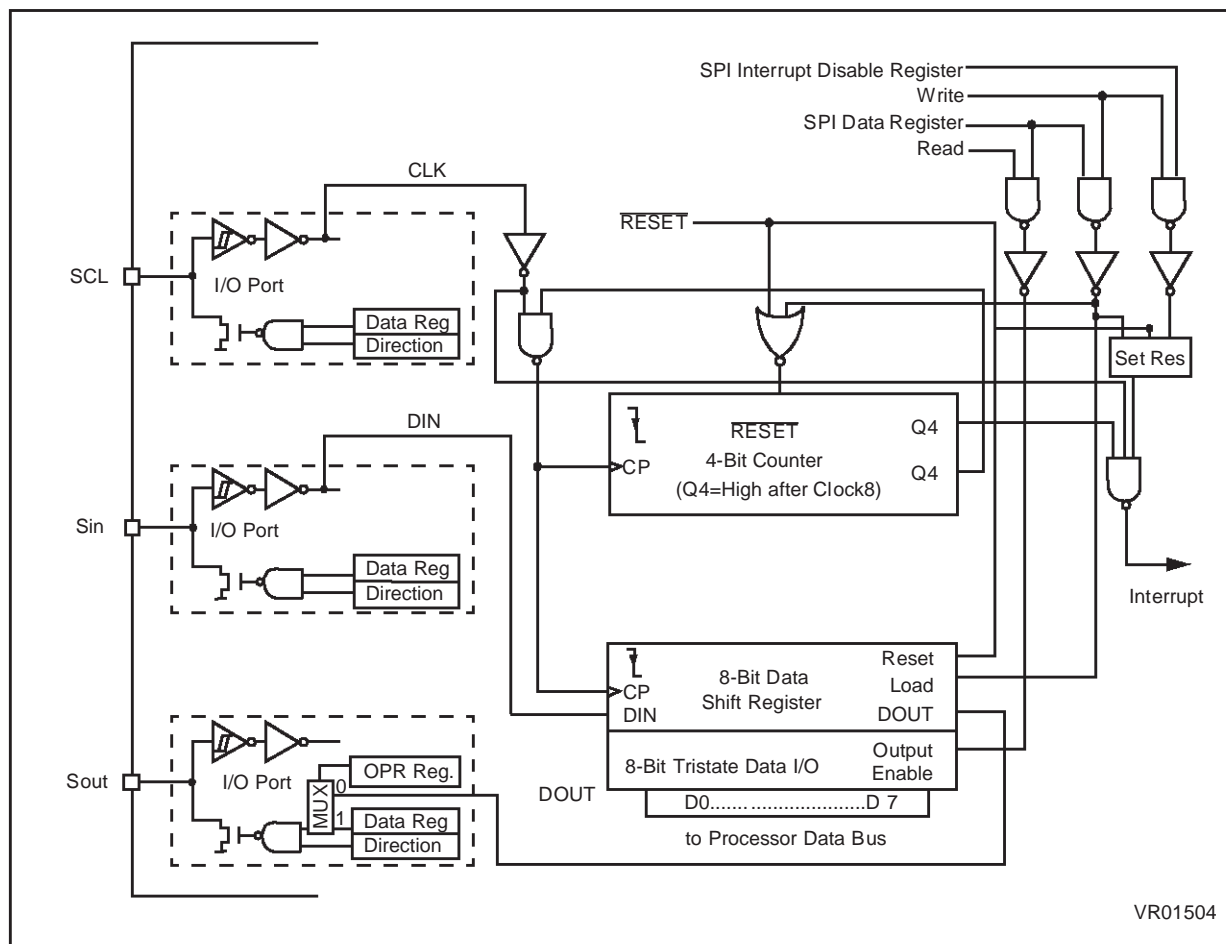 SPI Interrupt Disable Register
Write
SPI Data Register
Read
CLK
RESET
SCL
I/O Port
Data Reg
Direction
Set Res
DIN
RESET
Q4
4-Bit Counter
CP
Q4
(Q4=High after Clock8)
Sin
I/O Port
Data Reg
Direction
Interrupt
Reset
8-Bit Data
Load
CP
Shift Register
DIN
DOUT
Output
Enable
8-Bit Tristate Data I/O
Sout
I/O Port
OPR Reg.
MUX
0
1
Data Reg
Direction
DOUT
D0....... ......................D 7
to Processor Data Bus
VR01504